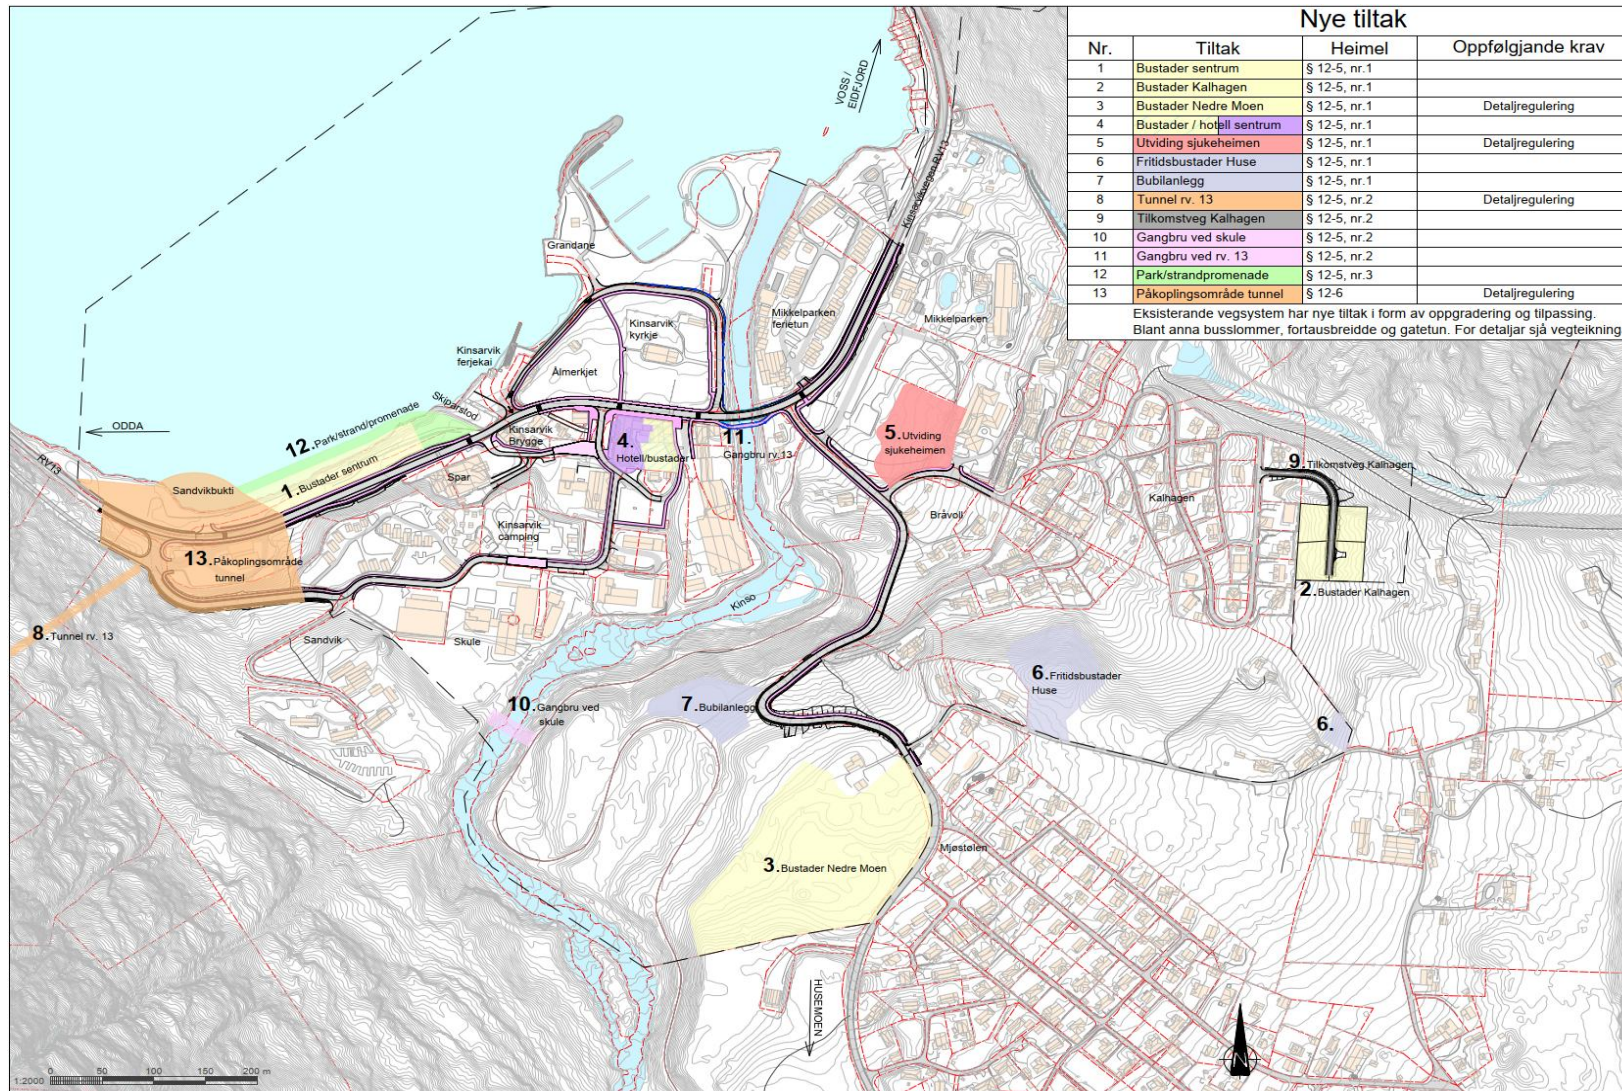 Nye tiltak
Nr. Tiltak Heimel Oppfølgjande krav
1 Bustader sentrum § 12-5, nr.1
2 Bustader Kalhagen § 12-5, nr.1
3 Bustader Nedre Moen § 12-5, nr.1 Detaljregulering
4 Bustader / hotell sentrum § 12-5, nr.1
5 Utviding sjukeheimen § 12-5, nr.1 Detaljregulering
6 Fritidsbustader Huse § 12-5, nr.1
7 Bubilanlegg § 12-5, nr.1
8 Tunnel rv. 13 § 12-5, nr.2 Detaljregulering
9 Tilkomstveg Kalhagen § 12-5, nr.2
10 Gangbru ved skule § 12-5, nr.2
11 Gangbru ved rv. 13 § 12-5, nr.2
12 Park/strandpromenade § 12-5, nr.3
13 Påkoplingsområde tunnel § 12-6 Detaljregulering
Eksisterande vegsystem har nye tiltak i form av oppgradering og tilpassing.
Blant anna busslommer, fortausbreidde og gatetun. For detaljar sjå vegteikning
VOSS /
EIDFJORD
Kinsarvikvegen RV13
Grandane
Mikkelparken
ferietun
Mikkelparken
Kinsarvik
kyrkje
Kinsarvik
ferjekai
Ålmerkjet
Skiparstod
ODDA
12. Park/strand/promenade
1. Bustader sentrum
Kinsarvik
Brygge
4.
Hotell/bustader
11.
Gangbru rv.13
5. Utviding
sjukeheimen
9. Tilkomstveg Kalhagen
RV13
Sandvikbukti
Spar
Kinsarvik
camping
Bråvoll
Kalhagen
13. Påkoplingsområde
tunnel
2. Bustader Kalhagen
Kinso
8. Tunnel rv. 13
Sandvik
Skule
6. Fritidsbustader
Huse
10. Gangbru ved
skule
7. Bubilanlegg
6.
Mjøstølen
3. Bustader Nedre Moen
HUSEMOEN
N
1:2000
0 50 100 150 200 m